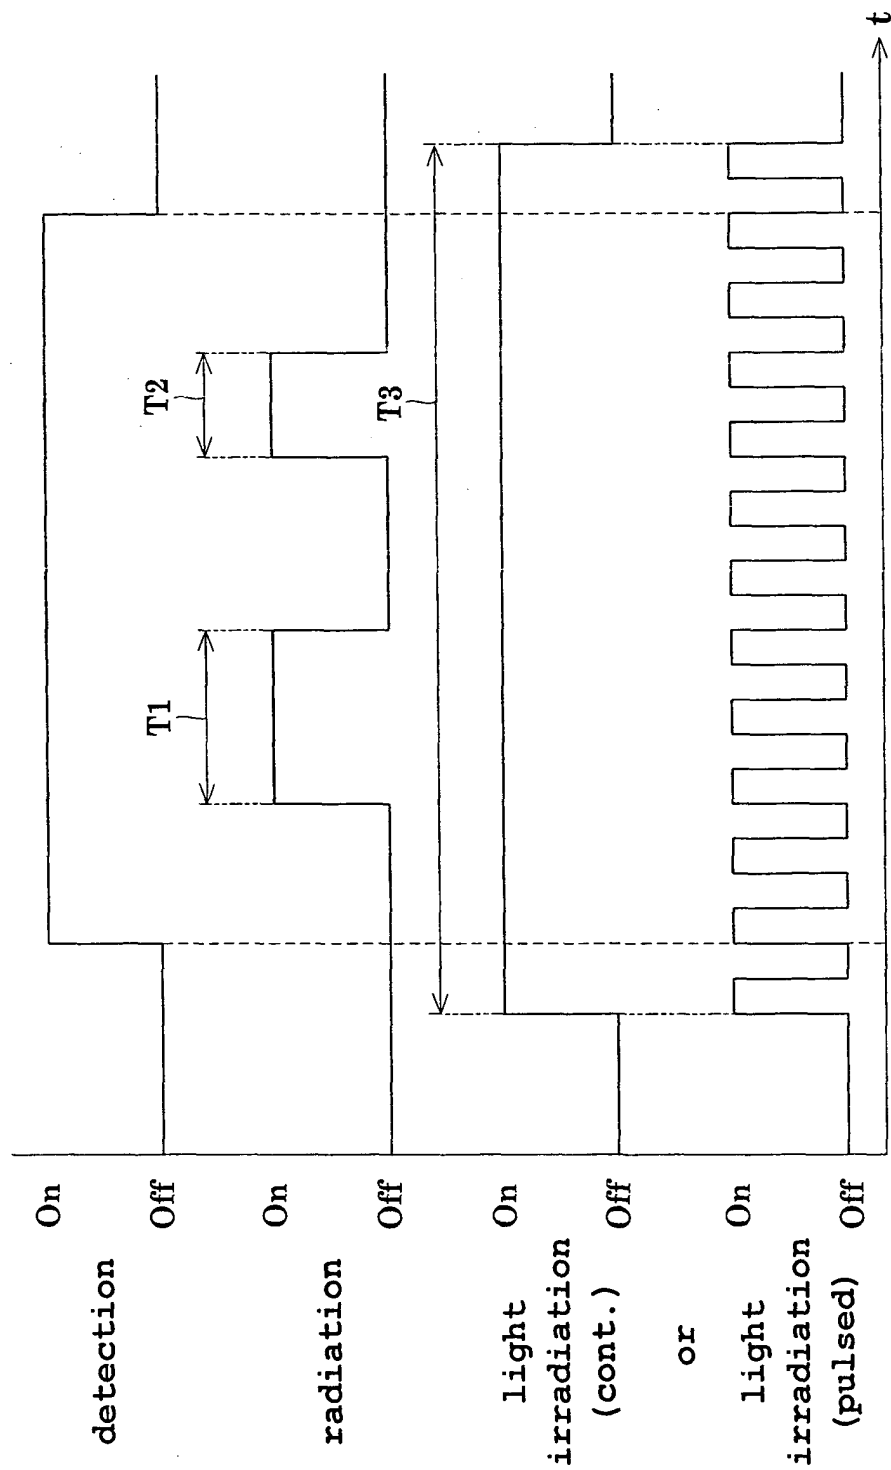 detection
On
Off
T1
T2
radiation
On
Off
T3
light
irradiation
(cont.)
On
Off
or
light
irradiation
(pulsed)
On
Off
t